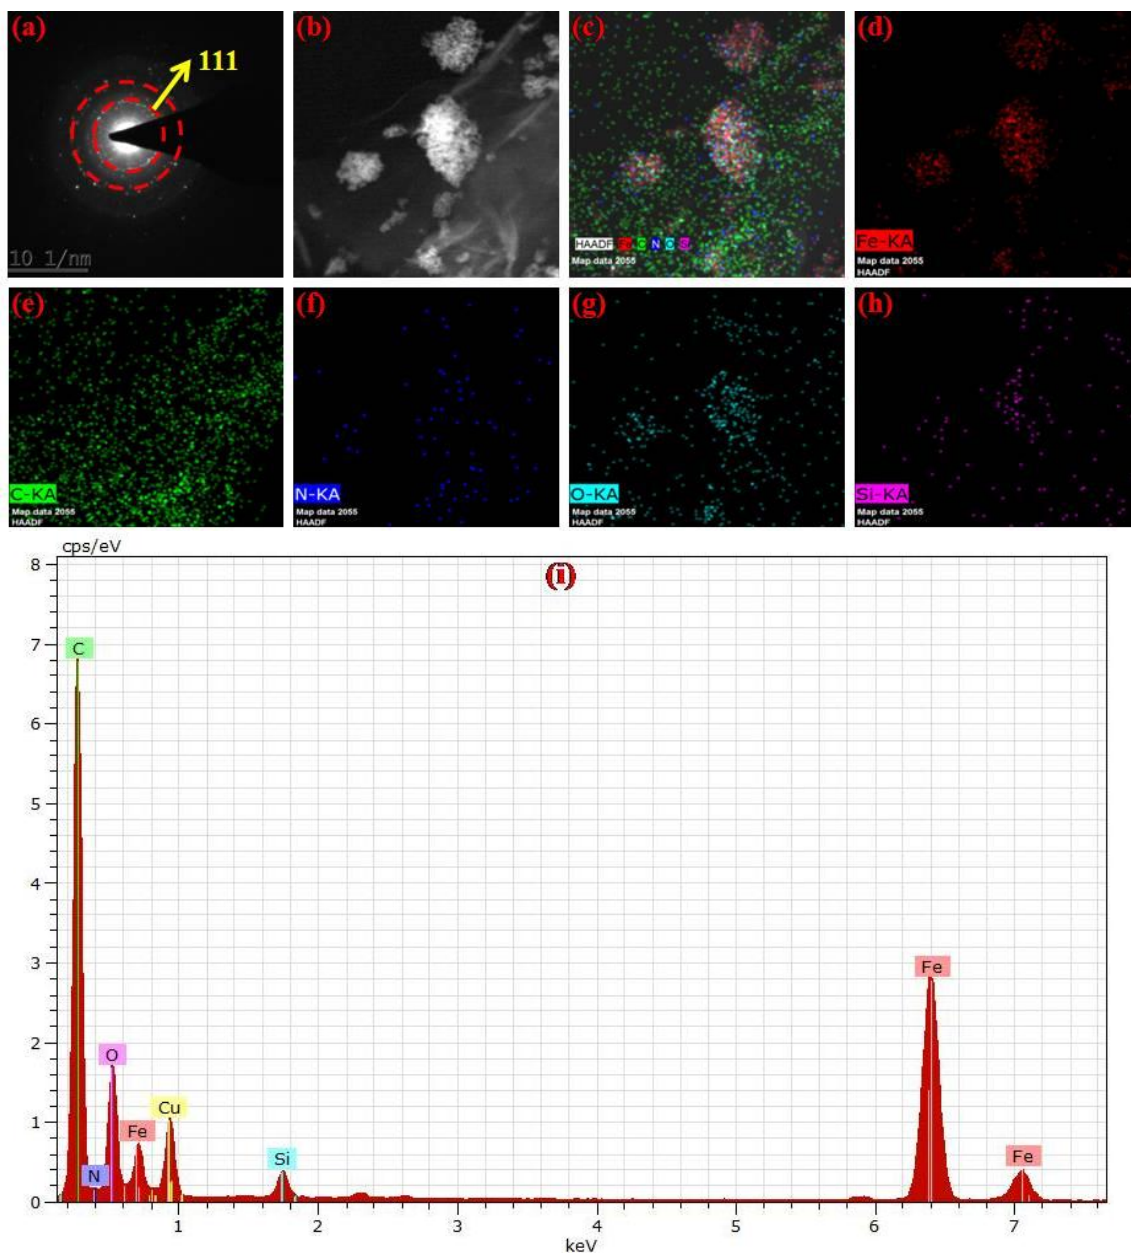 (a)
111
10 1/nm
(b)
(c)
HAADF Fe C N O Si
Map data 2055
HAADF
(d)
Fe-KA
Map data 2055
HAADF
(e)
C-KA
Map data 2055
HAADF
(f)
N-KA
Map data 2055
HAADF
(g)
O-KA
Map data 2055
HAADF
(h)
Si-KA
Map data 2055
HAADF
cps/eV
(i)
8
7
6
5
4
3
2
1
0
C
N
O
Fe
Cu
Si
Fe
Fe
1 2 3 4 5 6 7
keV